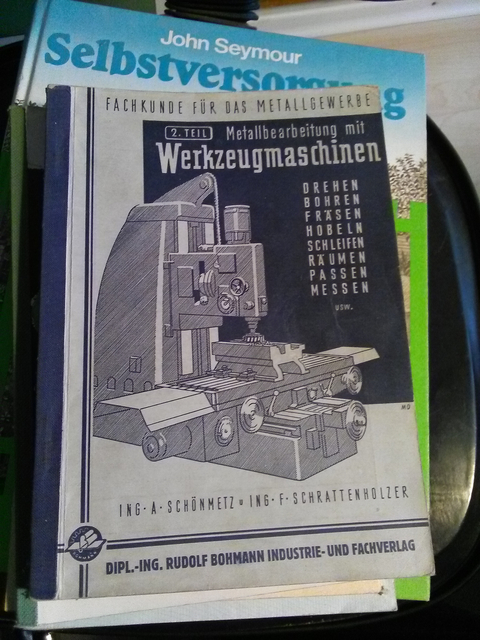 John Seymour
Selbstversorgung
FACHKUNDE FÜR DAS METALLGEWERBE
2. TEIL Metallbearbeitung mit
Werkzeugmaschinen
DREHEN
BOHREN
FRÄSEN
HOBELN
SCHLEIFEN
RÄUMEN
PASSEN
MESSEN
USW.
ING · A · SCHÖNMETZ u ING · F · SCHRATTENHOLZER
DIPL.-ING. RUDOLF BOHMANN INDUSTRIE- UND FACHVERLAG